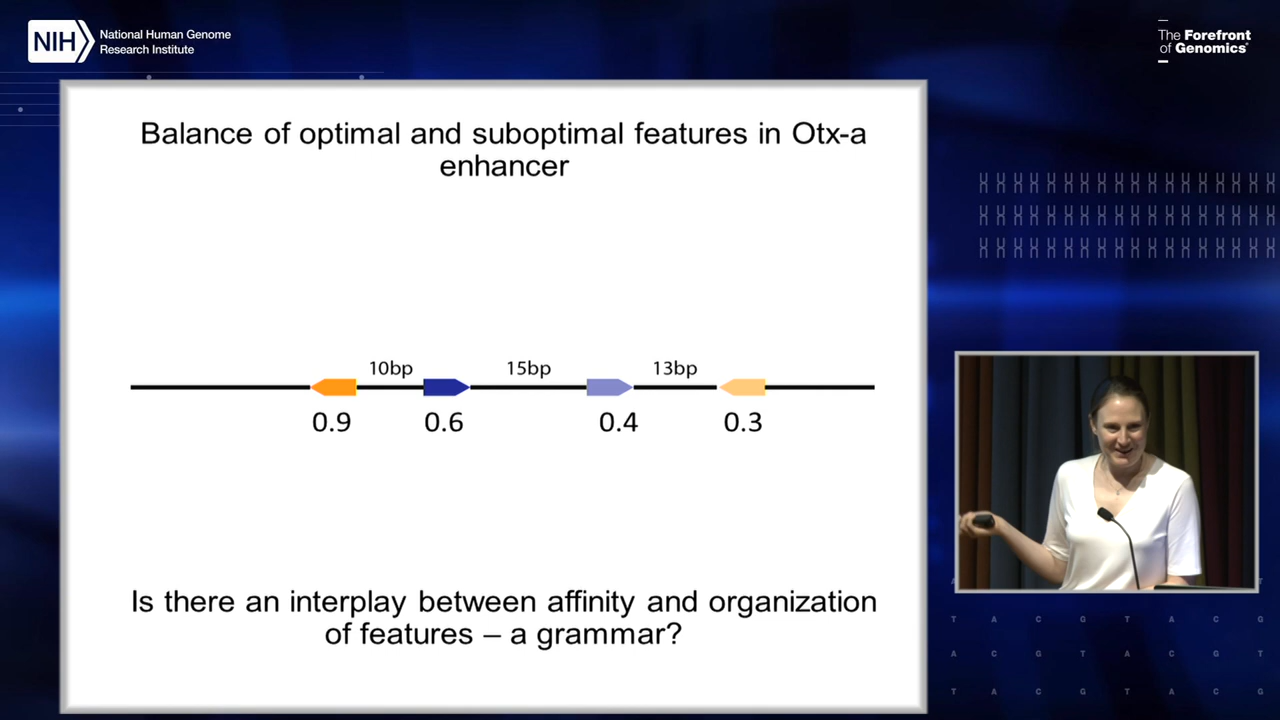 NIH
National Human Genome
Research Institute
The Forefront
of Genomics®
Balance of optimal and suboptimal features in Otx-a
enhancer
10bp 15bp 13bp
0.9 0.6 0.4 0.3
Is there an interplay between affinity and organization
of features – a grammar?
T A C G T A C G
A C G T A C G T
T A C G T A C G